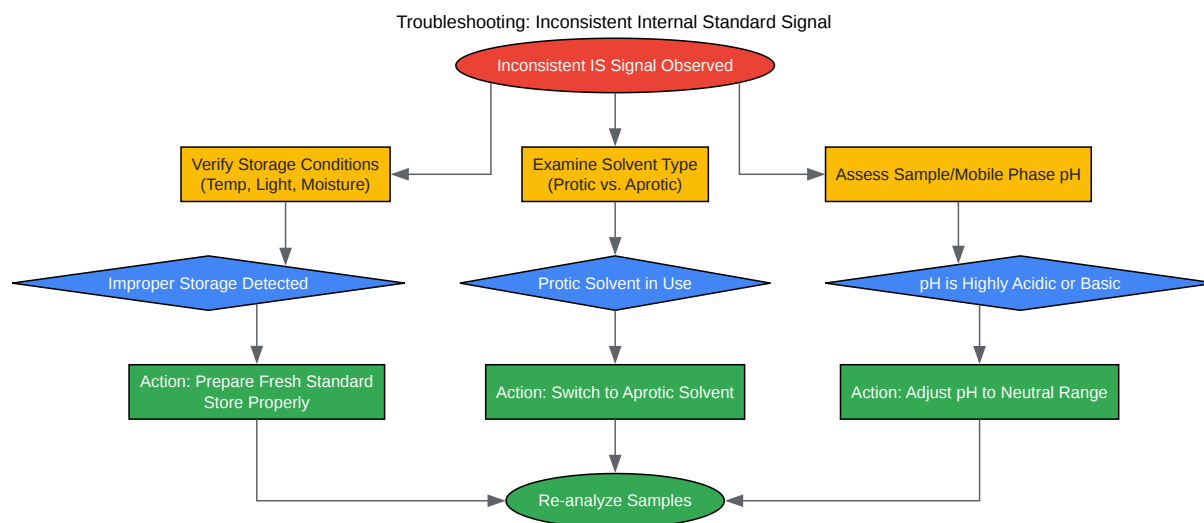 Troubleshooting: Inconsistent Internal Standard Signal
Inconsistent IS Signal Observed
Verify Storage Conditions
(Temp, Light, Moisture)
Examine Solvent Type
(Protic vs. Aprotic)
Assess Sample/Mobile Phase pH
Improper Storage Detected
Protic Solvent in Use
pH is Highly Acidic or Basic
Action: Prepare Fresh Standard
Store Properly
Action: Switch to Aprotic Solvent
Action: Adjust pH to Neutral Range
Re-analyze Samples